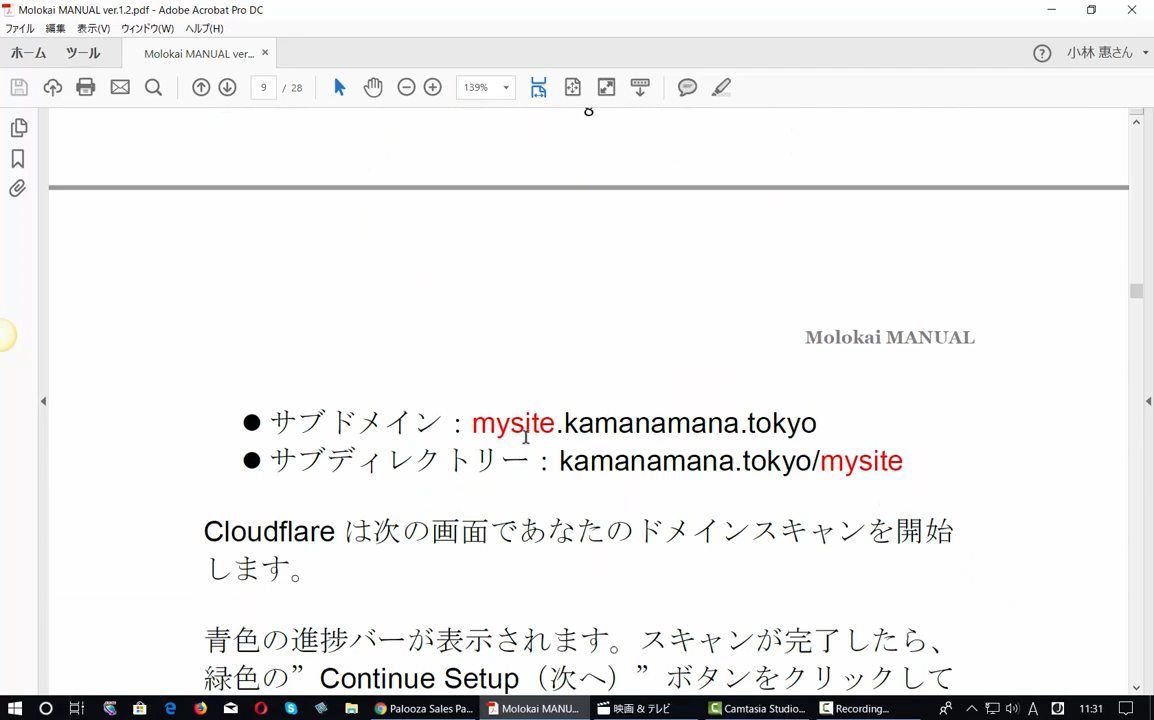 Molokai MANUAL ver.1.2.pdf - Adobe Acrobat Pro DC
ファイル 編集 表示(V) ウィンドウ(W) ヘルプ(H)
ホーム ツール Molokai MANUAL ver... × 小林 惠さん
9 / 28 139%
8
Molokai MANUAL
● サブドメイン：mysite.kamanamana.tokyo
● サブディレクトリー：kamanamana.tokyo/mysite
Cloudflare は次の画面であなたのドメインスキャンを開始
します。
青色の進捗バーが表示されます。スキャンが完了したら、
緑色の”Continue Setup（次へ）”ボタンをクリックして
Palooza Sales Pa... Molokai MANU... 映画 & テレビ Camtasia Studio... Recording... A 11:31